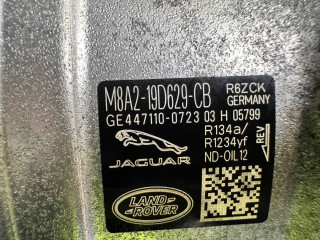 M8A2-19D629-CB R6ZCK
GERMANY
GE447110-0723 03 H 05799
R134a/
R1234yf
ND-OIL12
REV
JAGUAR
LAND-
ROVER